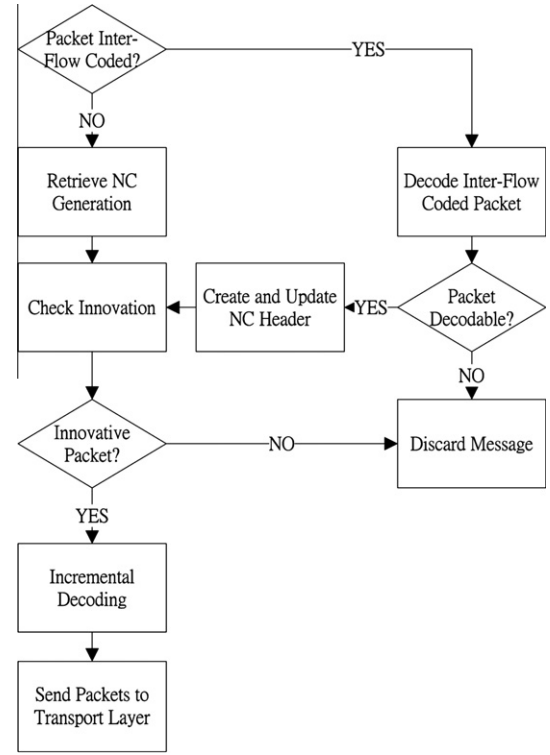 Packet Inter-
Flow Coded?
YES
NO
Retrieve NC
Generation
Decode Inter-Flow
Coded Packet
Check Innovation
Create and Update
NC Header
YES
Packet
Decodable?
NO
Innovative
Packet?
NO
Discard Message
YES
Incremental
Decoding
Send Packets to
Transport Layer